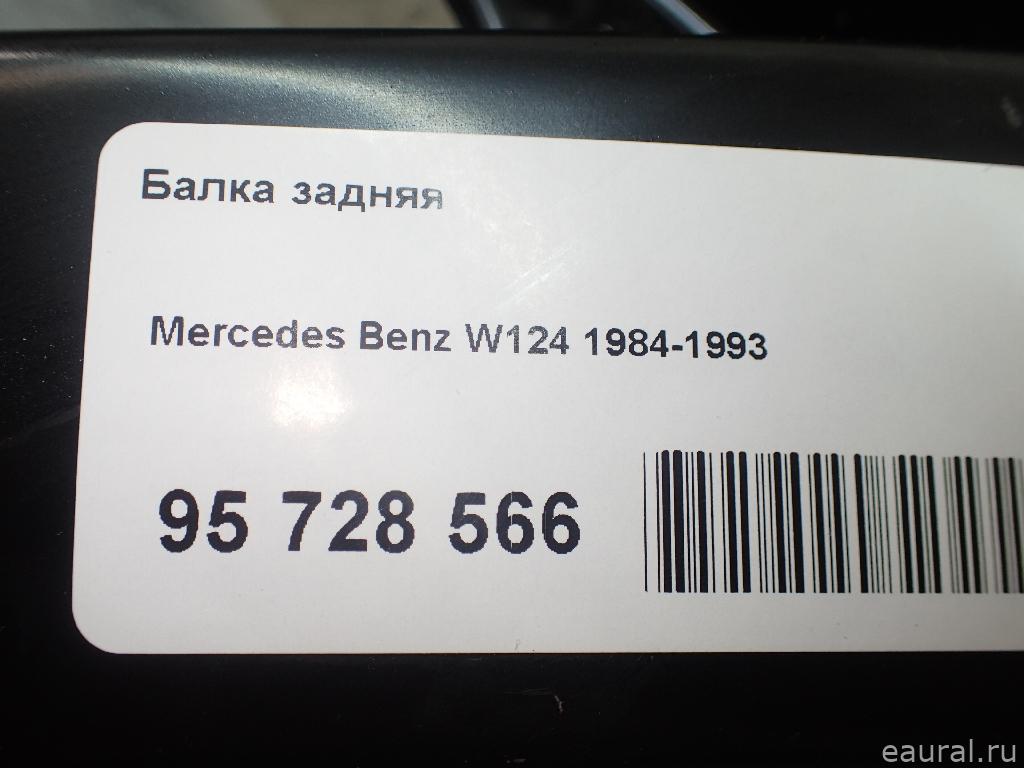 Балка задняя
Mercedes Benz W124 1984-1993
95 728 566
eaural.ru